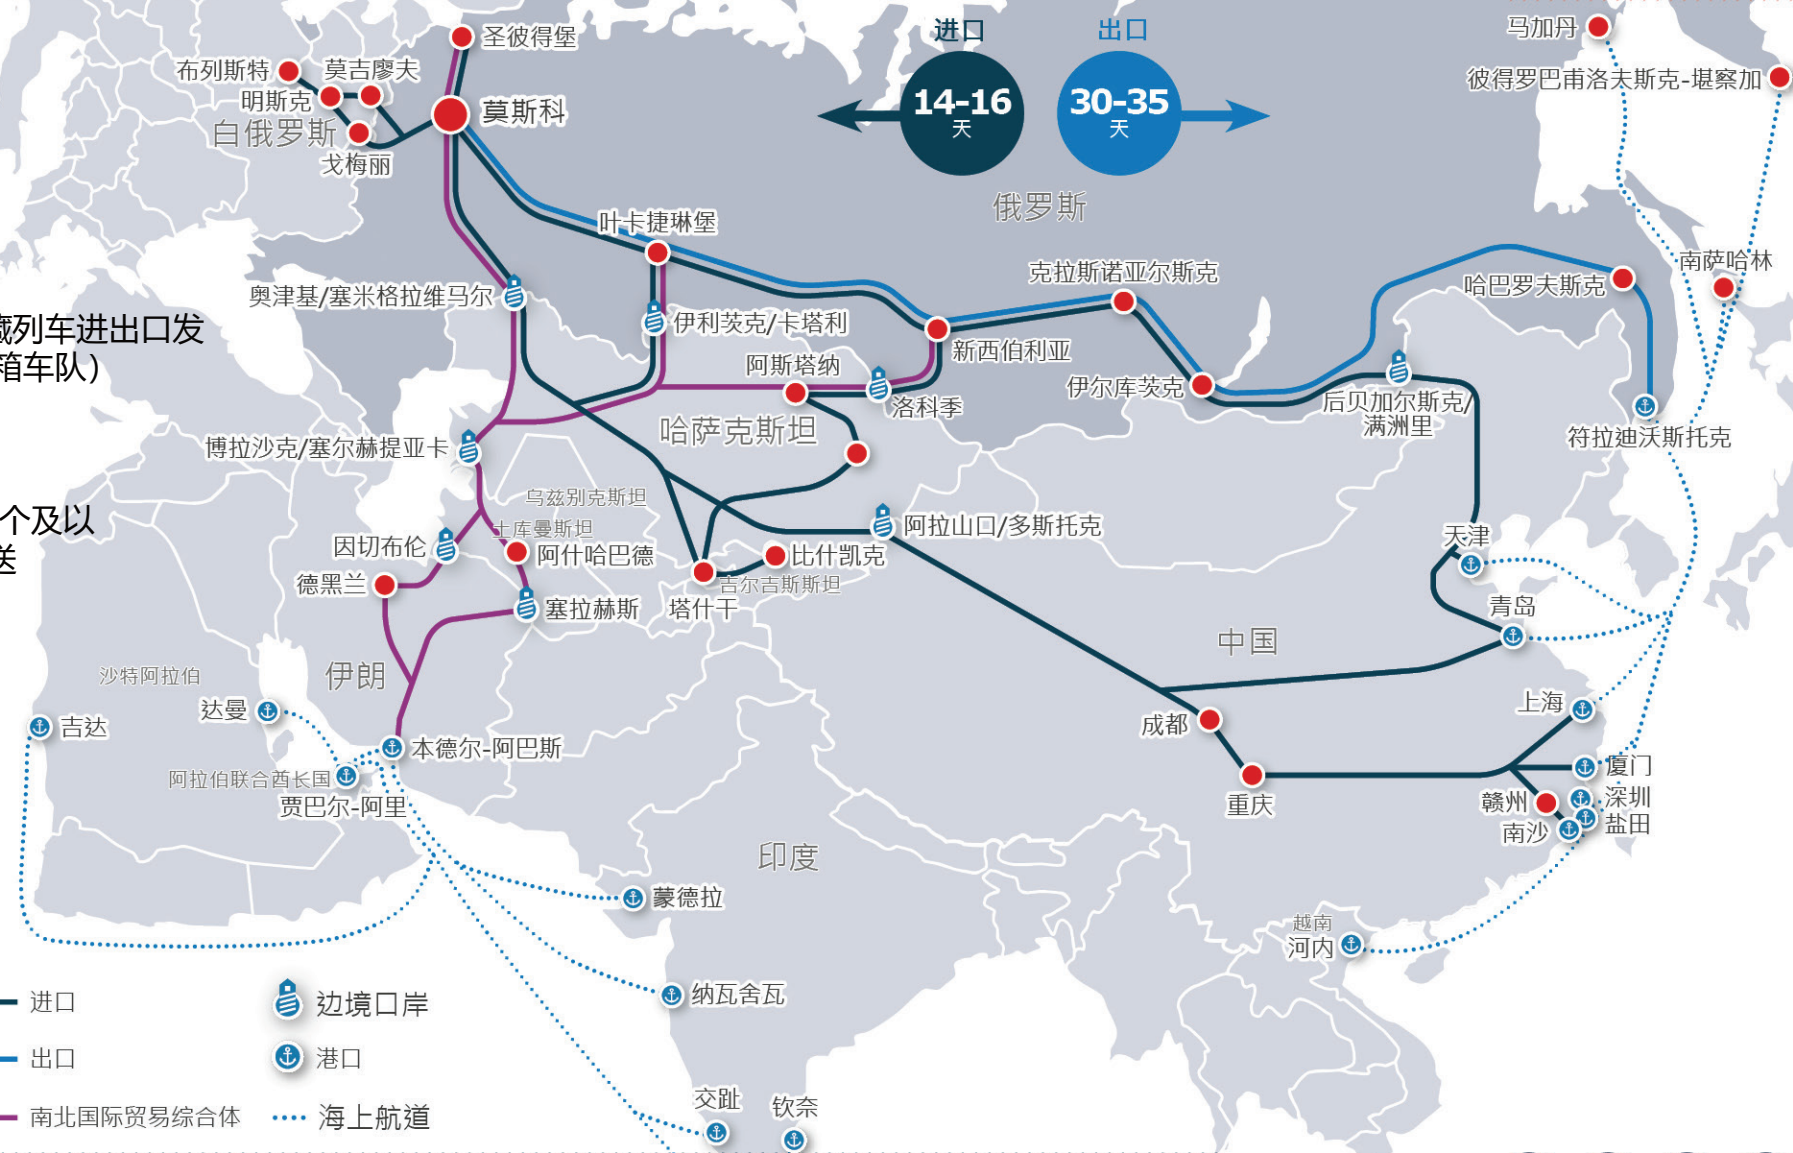 进口
出口
14-16
天
30-35
天
圣彼得堡
布列斯特
莫吉廖夫
明斯克
白俄罗斯
戈梅丽
莫斯科
马加丹
彼得罗巴甫洛夫斯克-堪察加
俄罗斯
叶卡捷琳堡
克拉斯诺亚尔斯克
南萨哈林
哈巴罗夫斯克
奥津基/塞米格拉维马尔
伊利茨克/卡塔利
列车进出口发
箱车队）
新西伯利亚
阿斯塔纳
洛科季
伊尔库茨克
后贝加尔斯克/
满洲里
符拉迪沃斯托克
哈萨克斯坦
博拉沙克/塞尔赫提亚卡
乌兹别克斯坦
土库曼斯坦
个及以
送
阿拉山口/多斯托克
天津
因切布伦
阿什哈巴德
比什凯克
吉尔吉斯斯坦
德黑兰
塞拉赫斯
塔什干
青岛
中国
伊朗
沙特阿拉伯
达曼
吉达
上海
成都
本德尔-阿巴斯
阿拉伯联合酋长国
贾巴尔-阿里
厦门
重庆
赣州
深圳
南沙
盐田
印度
蒙德拉
越南
河内
纳瓦舍瓦
进口
边境口岸
出口
港口
南北国际贸易综合体
海上航道
交趾
钦奈